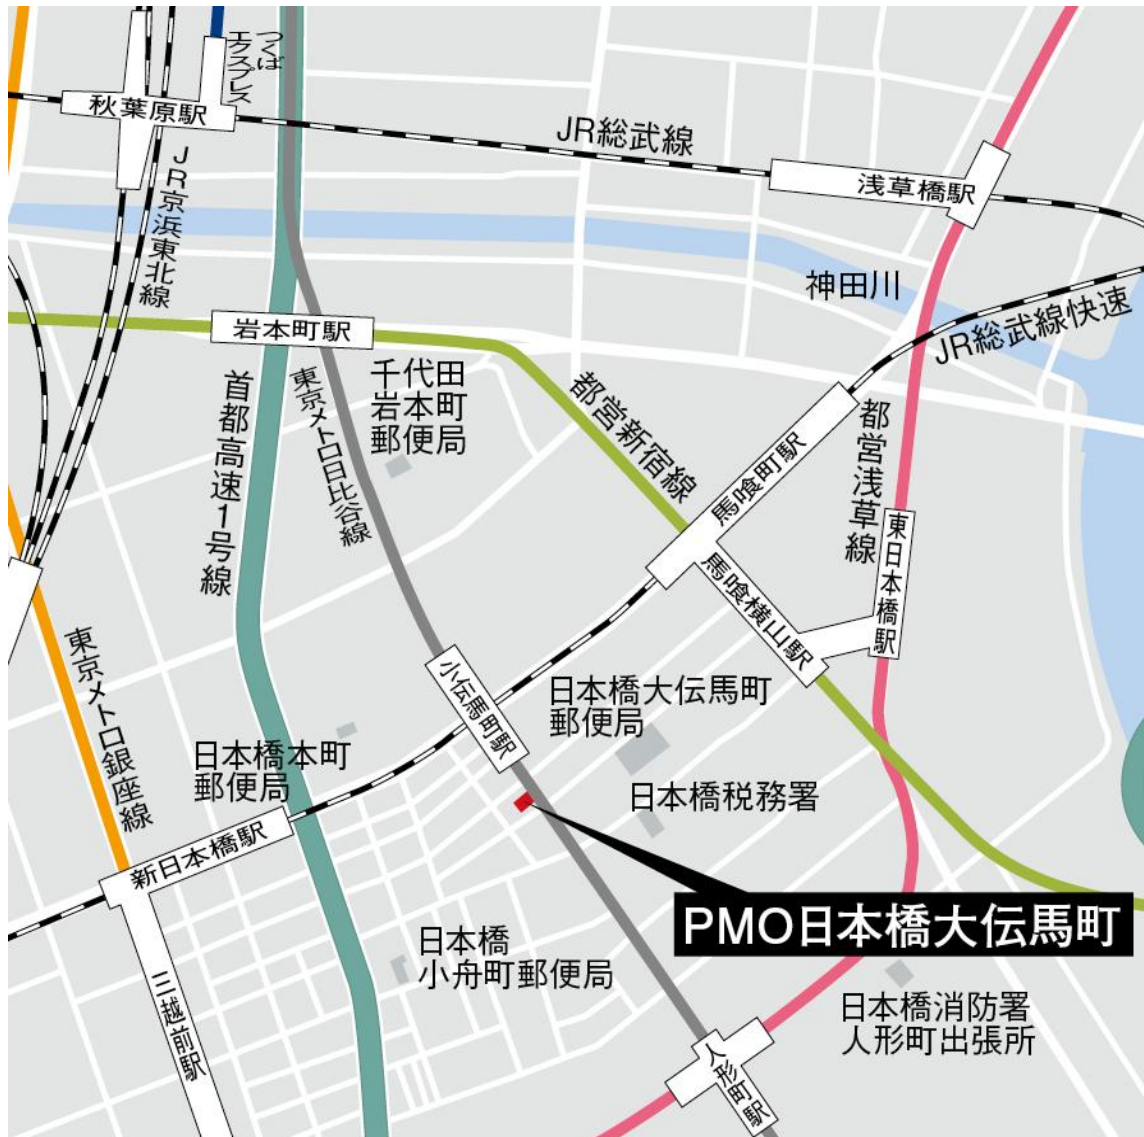 つくば
エクスプレス
秋葉原駅
JR総武線
浅草橋駅
JR京浜東北線
神田川
JR総武線快速
岩本町駅
千代田
岩本町
郵便局
首都高速1号線
東京メトロ日比谷線
都営新宿線
馬喰町駅
都営浅草線
東日本橋駅
馬喰横山駅
東京メトロ銀座線
小伝馬町駅
日本橋大伝馬町
郵便局
日本橋本町
郵便局
日本橋税務署
新日本橋駅
PMO日本橋大伝馬町
日本橋
小舟町郵便局
三越前駅
日本橋消防署
人形町出張所
人形町駅